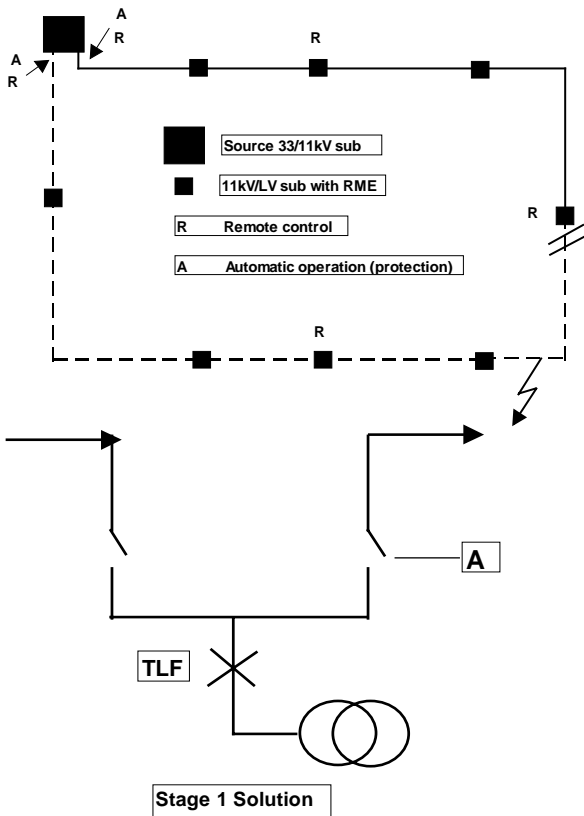 A
R
R
A
R
Source 33/11kV sub
11kV/LV sub with RME
R
R Remote control
A Automatic operation (protection)
R
A
TLF
Stage 1 Solution